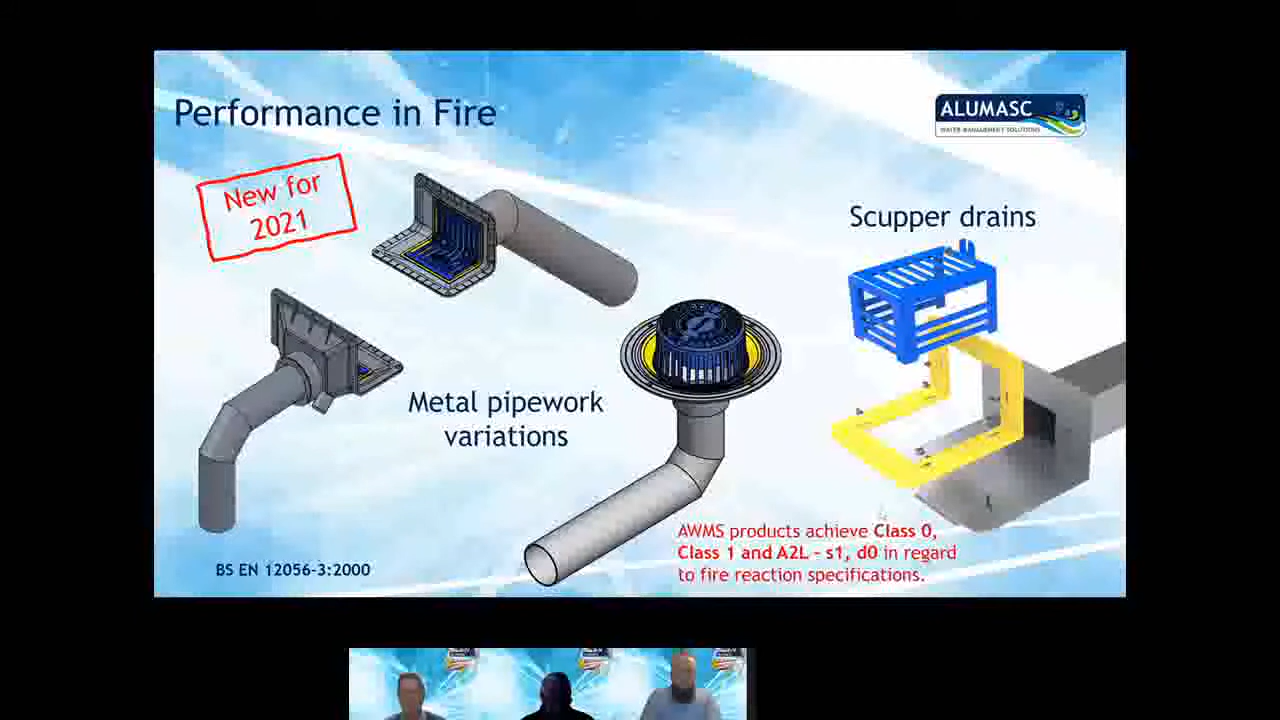 Performance in Fire
ALUMASC
WATER MANAGEMENT SOLUTIONS
New for
2021
Scupper drains
Metal pipework
variations
AWMS products achieve Class 0,
Class 1 and A2L - s1, d0 in regard
to fire reaction specifications.
BS EN 12056-3:2000